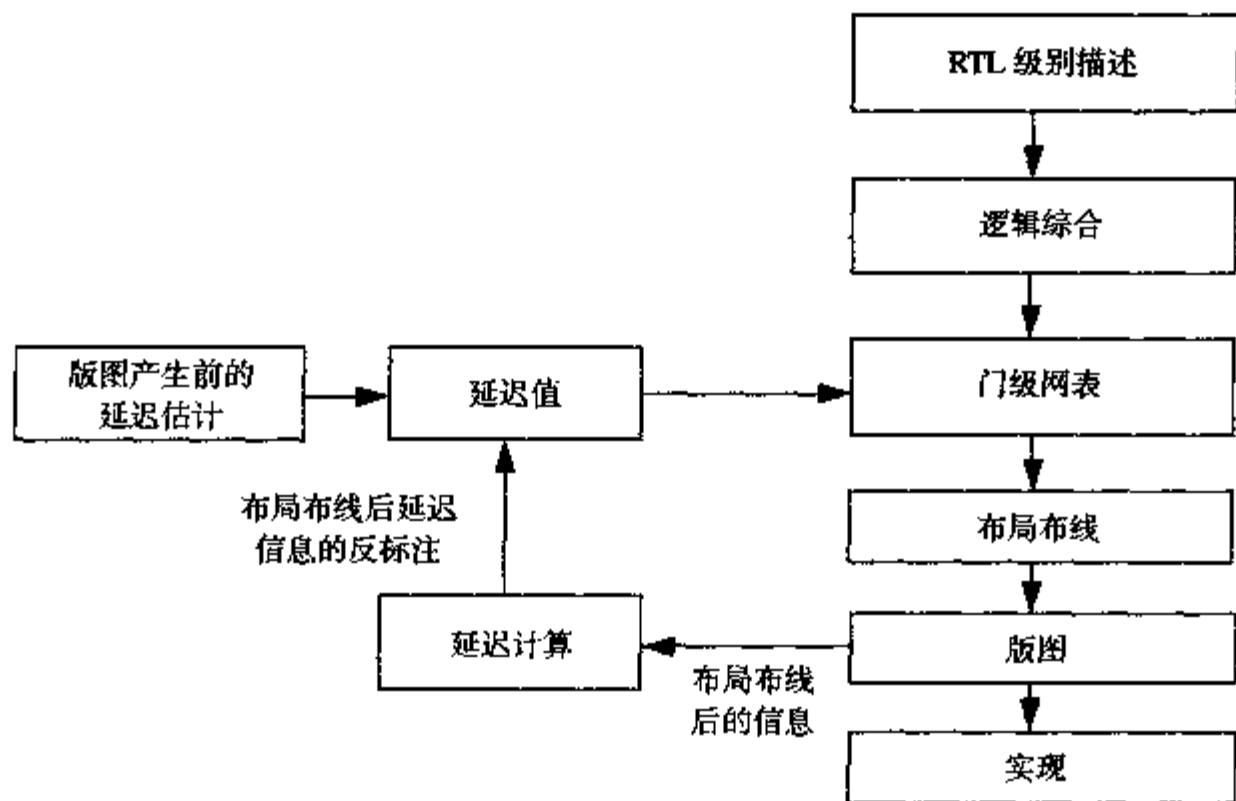 RTL 级别描述
逻辑综合
版图产生前的
延迟估计
延迟值
门级网表
布局布线后延迟
信息的反标注
布局布线
延迟计算
版图
布局布线
后的信息
实现